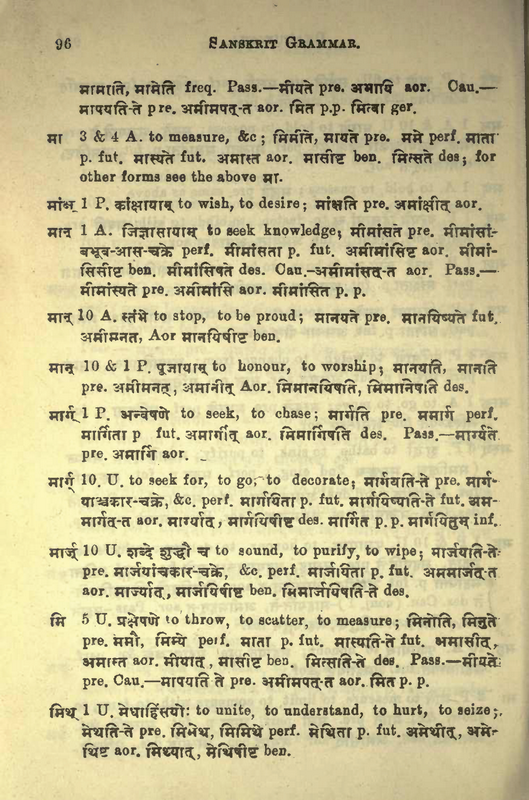 96 SANSKRIT GRAMMAR.
मामाति, मामेति freq. Pass.—मीयते pre. अमायि aor. Cau.—
मापयति-ते pre. अमीमपत्-त aor. मित p.p. मित्वा ger.
मा 3 & 4 A. to measure, &c; मिमीते, मायते pre. ममे perf. माता
p. fut. मास्यते fut. अमास्त aor. मासीष्ट ben. मित्सते des; for
other forms see the above मा.
मांक्ष् 1 P. कांक्षायाम् to wish, to desire; मांक्षति pre. अमांक्षीत् aor.
मान् 1 A. जिज्ञासायाम् to seek knowledge; मीमांसते pre. मीमांसां-
बभूव-आस-चक्रे perf. मीमांसता p. fut. अमीमांसिष्ट aor. मीमां-
सिसीष्ट ben. मीमांसिषते des. Cau.-अमीमांसत्-त aor. Pass.—
मीमांस्यते pre. अमीमांसि aor. मीमांसित p. p.
मान् 10 A. स्तंभे to stop, to be proud; मानयते pre. मानयिष्यते fut.
अमीमनत, Aor मानयिषीष्ट ben.
मान् 10 & 1 P. पूजायाम् to honour, to worship; मानयति, मानति
pre. अमीमनत्, अमानीत् Aor. मिमानयिषति, मिमानिषति des.
मार्ग् 1 P. अन्वेषणे to seek, to chase; मार्गति pre. ममार्ग perf.
मार्गिता p fut. अमार्गीत् aor. मिमार्गिषति des. Pass.—मार्ग्यते
pre. अमार्गि aor.
मार्ग् 10. U. to seek for, to go, to decorate; मार्गयति-ते pre. मार्ग-
याञ्चकार-चक्रे, &c. perf. मार्गयिता p. fut. मार्गयिष्यति-ते fut. अम-
मार्गत्-त aor. मार्ग्यात्, मार्गयिषीष्ट des. मार्गित p. p. मार्गयितुम् inf.
मार्ज् 10 U. शब्दे शुद्धौ च to sound, to purify, to wipe; मार्जयति-ते
pre. मार्जयांचकार-चक्रे, &c. perf. मार्जयिता p. fut. अममार्जत्-त
aor. मार्ज्यात्, मार्जयिषीष्ट ben. मिमार्जयिषति-ते des.
मि 5 U. प्रक्षेपणे to throw, to scatter, to measure; मिनोति, मिनुते
pre. ममौ, मिम्ये perf. माता p. fut. मास्यति-ते fut. अमासीत्,
अमास्त aor. मीयात्, मासीष्ट ben. मित्सति-ते des. Pass.—मीयते
pre. Cau.—मापयति ते pre. अमीमपत्-त aor. मित p. p.
मिथ् 1 U. मेधाहिंसयोः to unite, to understand, to hurt, to seize;
मेथति-ते pre. मिमेथ, मिमिथे perf. मेथिता p. fut. अमेथीत्, अमे-
थिष्ट aor. मिथ्यात्, मेथिषीष्ट ben.